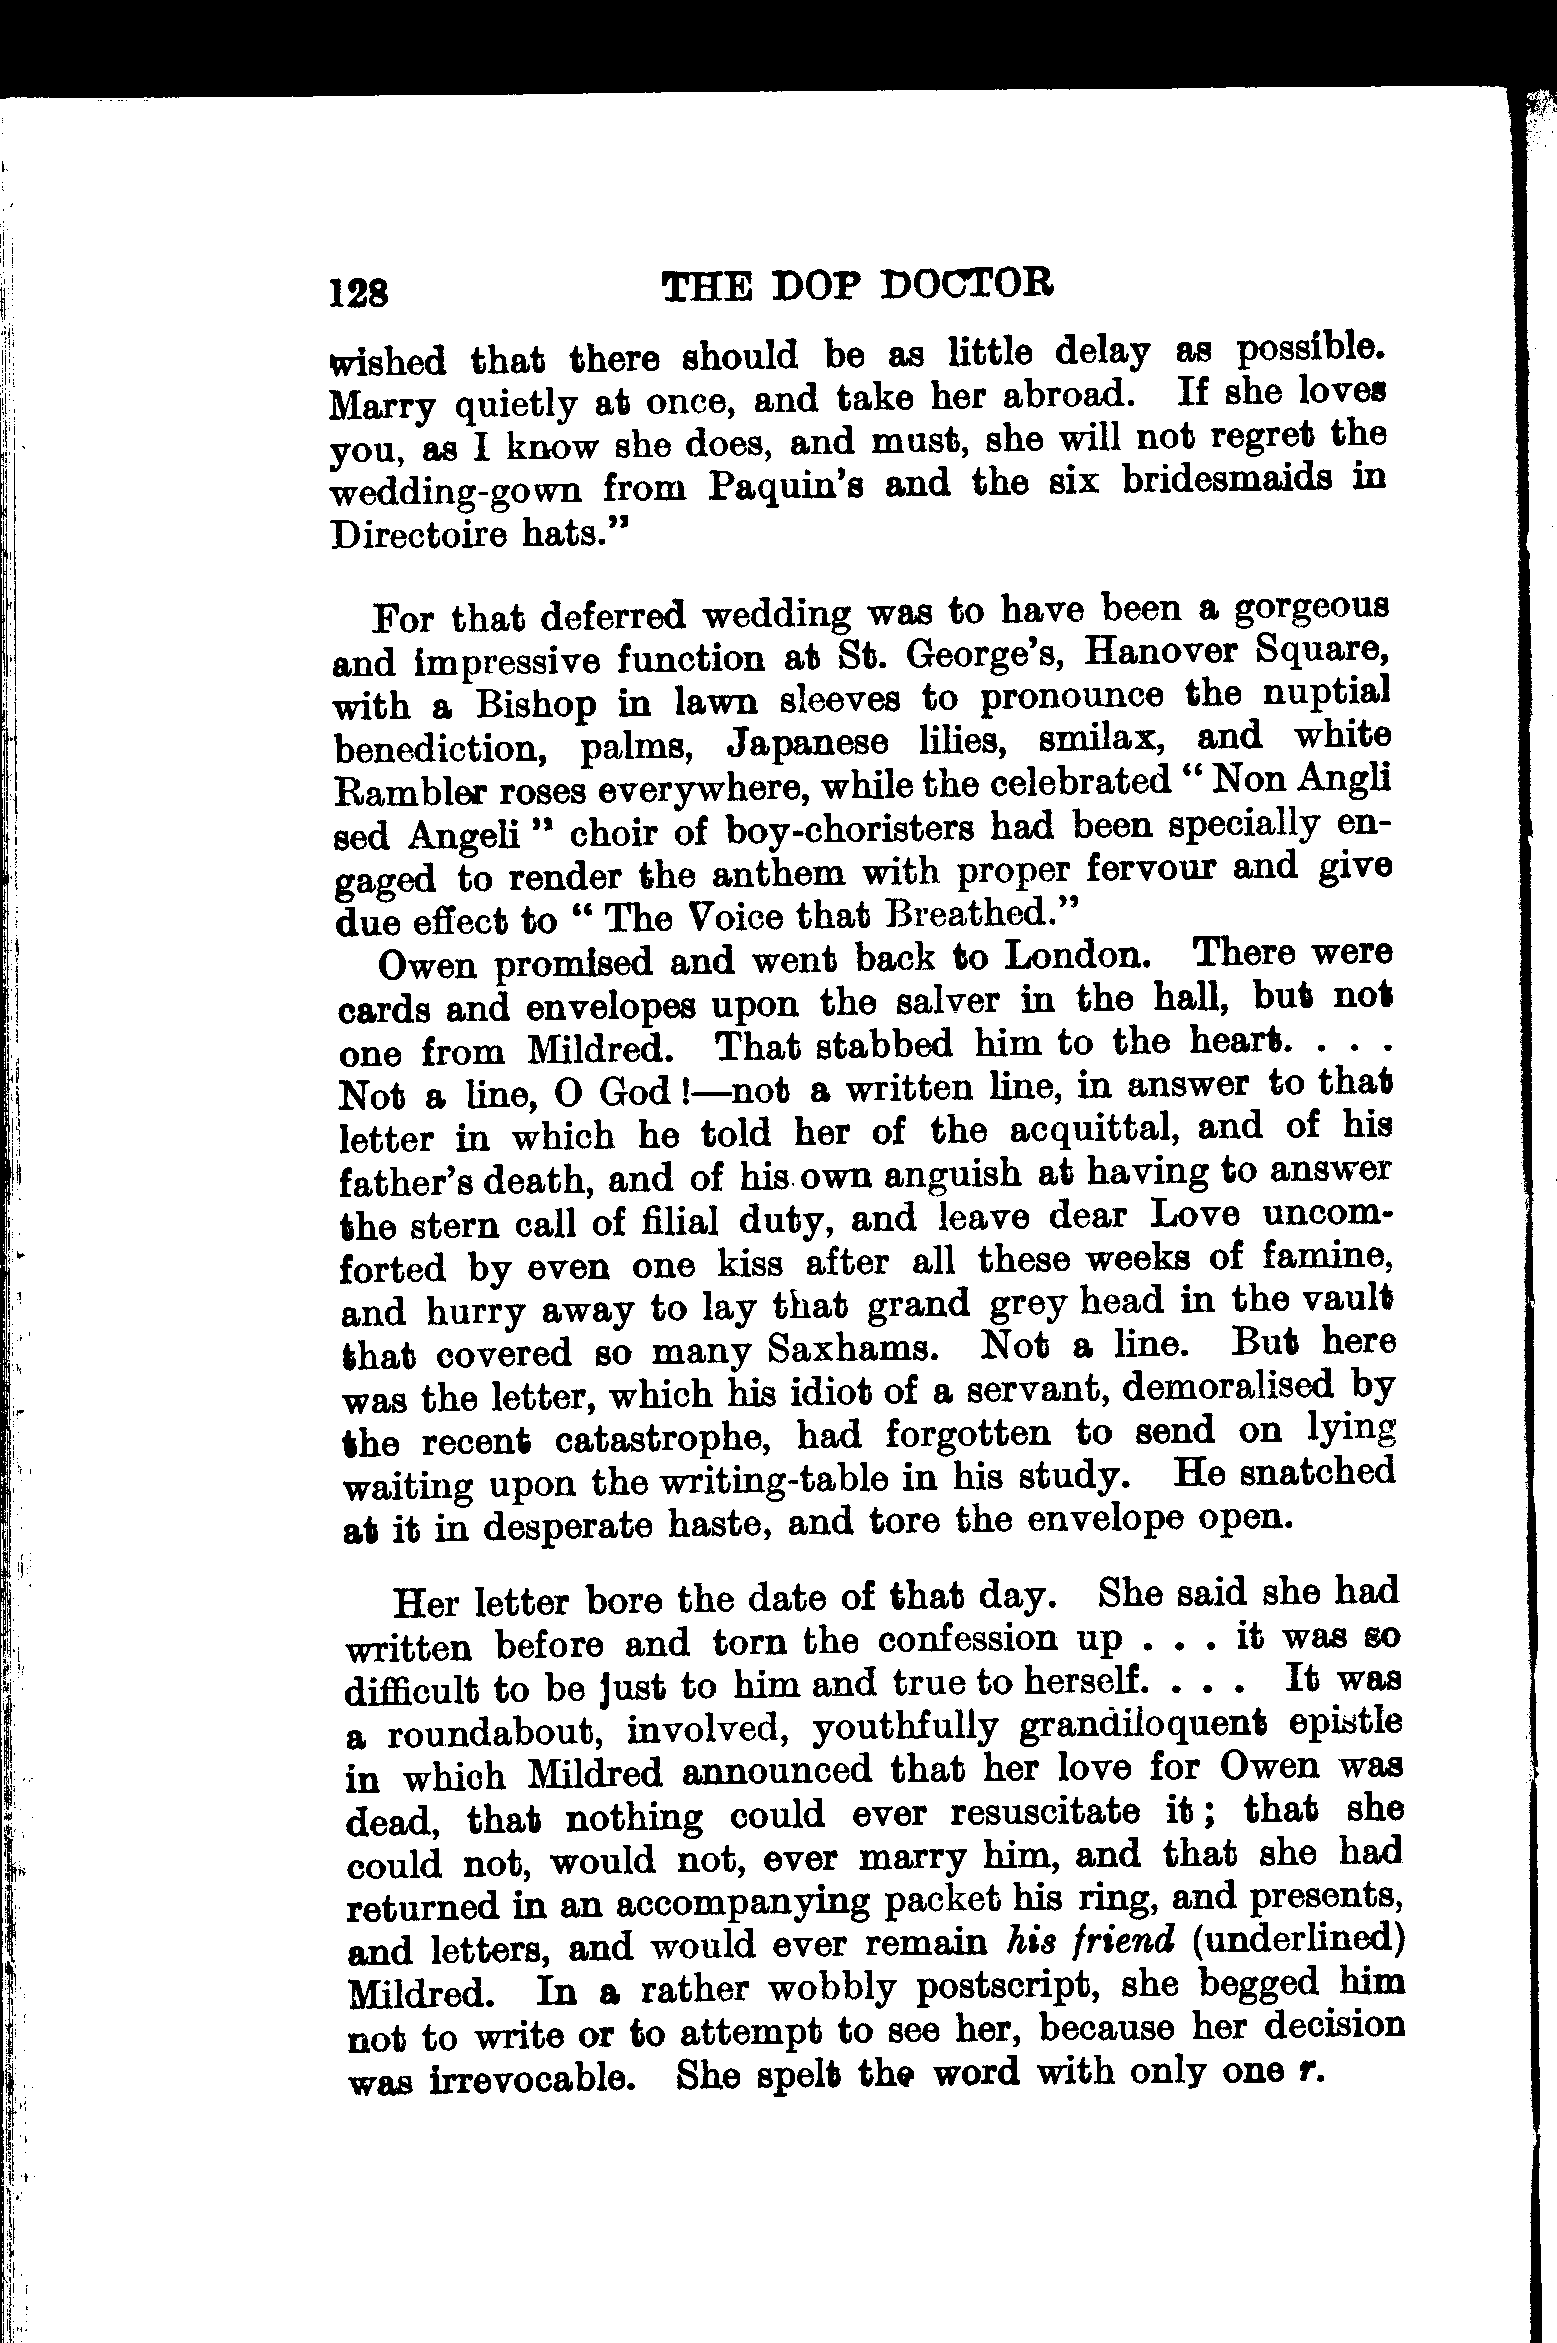 128 THE DOP DOCTOR
wished that there should be as little delay as possible.
Marry quietly at once, and take her abroad. If she loves
you, as I know she does, and must, she will not regret the
wedding-gown from Paquin's and the six bridesmaids in
Directoire hats."
For that deferred wedding was to have been a gorgeous
and impressive function at St. George's, Hanover Square,
with a Bishop in lawn sleeves to pronounce the nuptial
benediction, palms, Japanese lilies, smilax, and white
Rambler roses everywhere, while the celebrated " Non Angli
sed Angeli " choir of boy-choristers had been specially en-
gaged to render the anthem with proper fervour and give
due effect to " The Voice that Breathed."
Owen promised and went back to London. There were
cards and envelopes upon the salver in the hall, but not
one from Mildred. That stabbed him to the heart. . . .
Not a line, O God !—not a written line, in answer to that
letter in which he told her of the acquittal, and of his
father's death, and of his own anguish at having to answer
the stern call of filial duty, and leave dear Love uncom-
forted by even one kiss after all these weeks of famine,
and hurry away to lay that grand grey head in the vault
that covered so many Saxhams. Not a line. But here
was the letter, which his idiot of a servant, demoralised by
the recent catastrophe, had forgotten to send on lying
waiting upon the writing-table in his study. He snatched
at it in desperate haste, and tore the envelope open.
Her letter bore the date of that day. She said she had
written before and torn the confession up . . . it was so
difficult to be just to him and true to herself. . . . It was
a roundabout, involved, youthfully grandiloquent epistle
in which Mildred announced that her love for Owen was
dead, that nothing could ever resuscitate it ; that she
could not, would not, ever marry him, and that she had
returned in an accompanying packet his ring, and presents,
and letters, and would ever remain his friend (underlined)
Mildred. In a rather wobbly postscript, she begged him
not to write or to attempt to see her, because her decision
was irrevocable. She spelt the word with only one r.